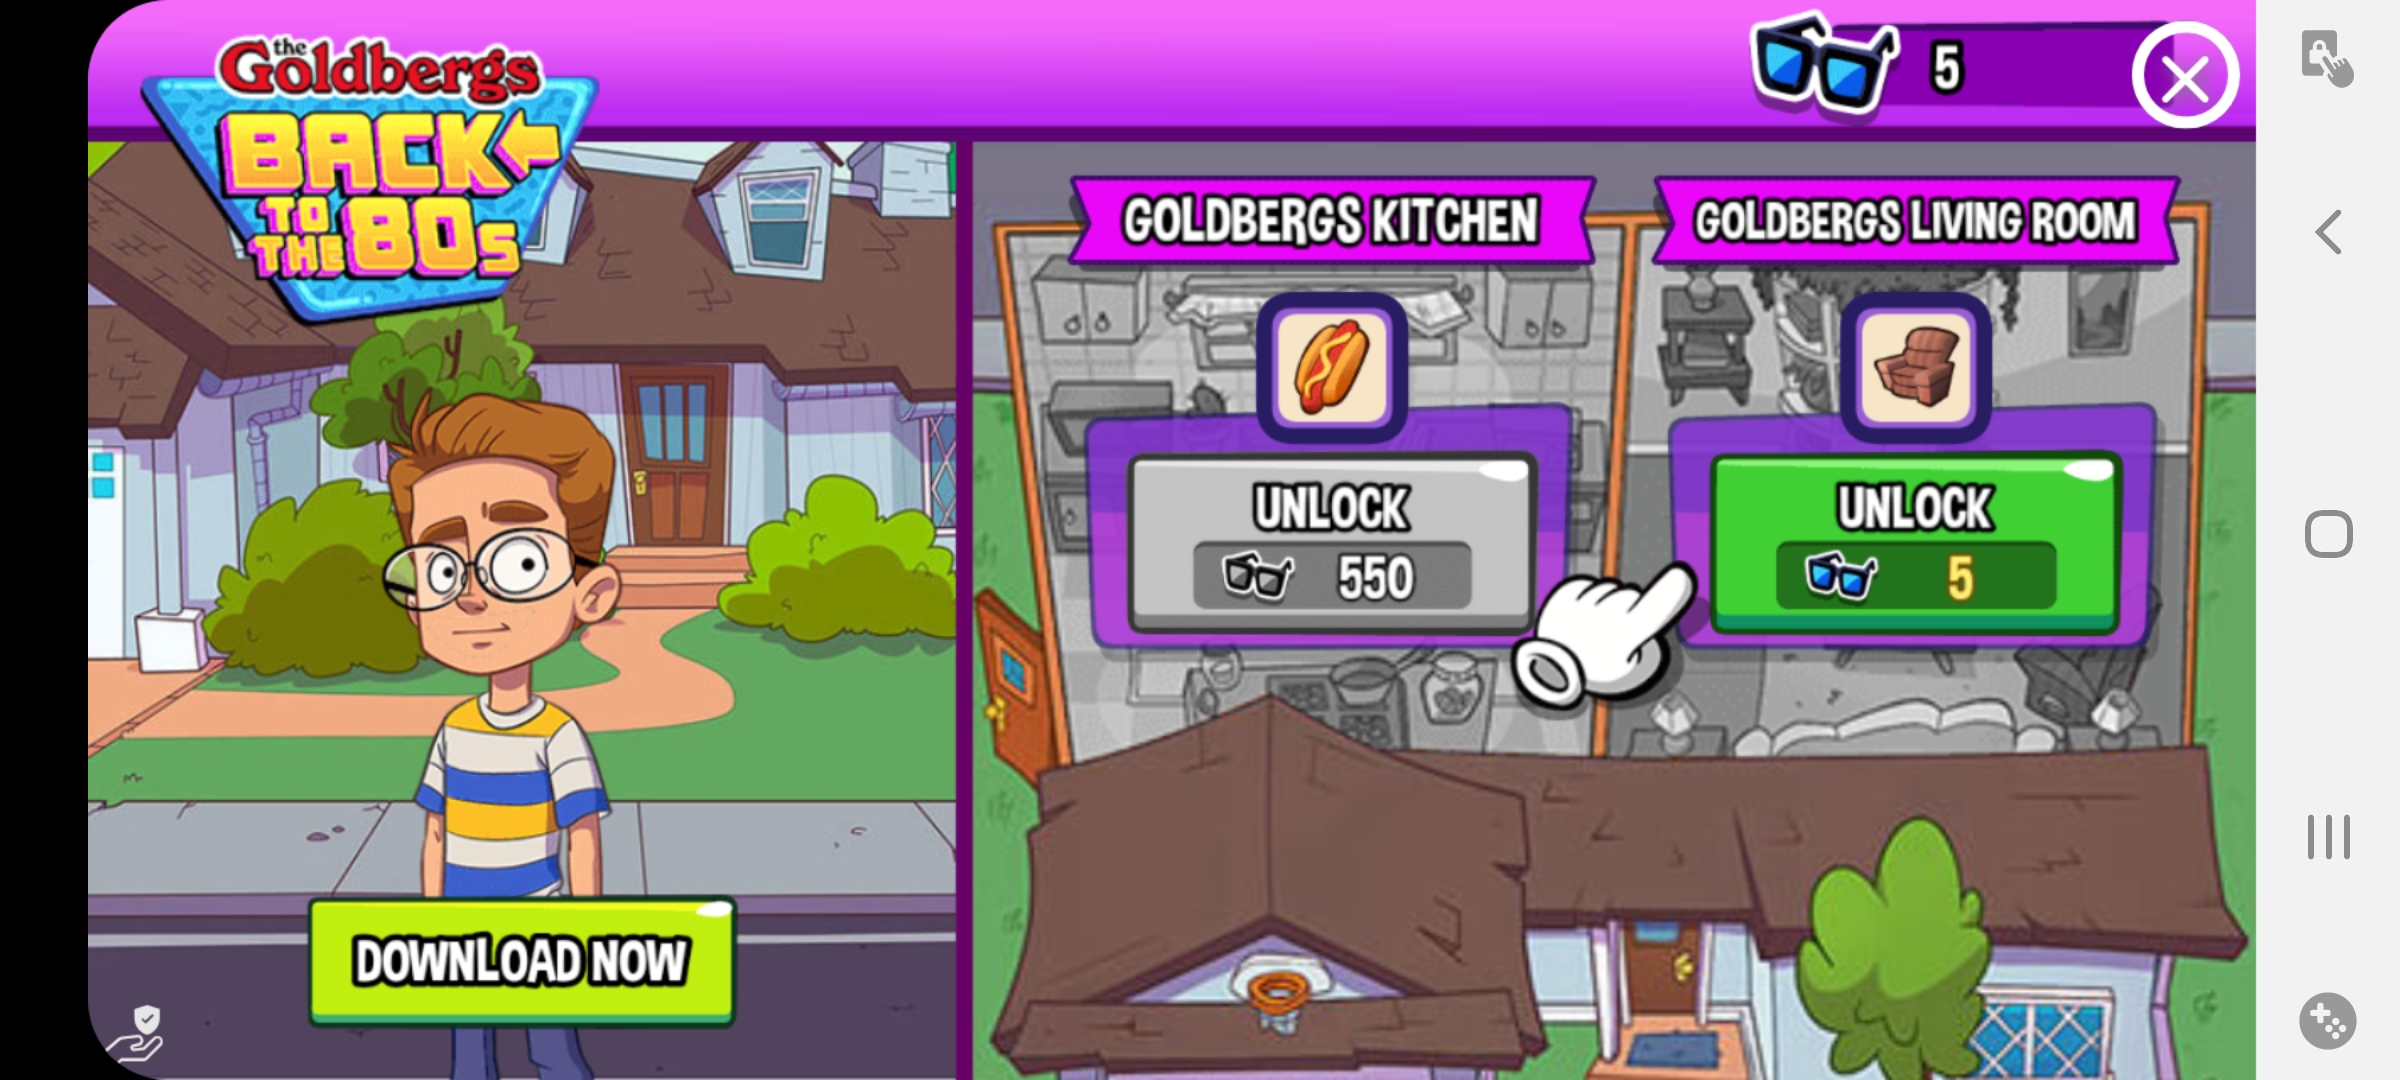 the
Goldbergs
BACK
TO
THE 80s
5
GOLDBERGS KITCHEN
GOLDBERGS LIVING ROOM
UNLOCK
550
UNLOCK
5
DOWNLOAD NOW